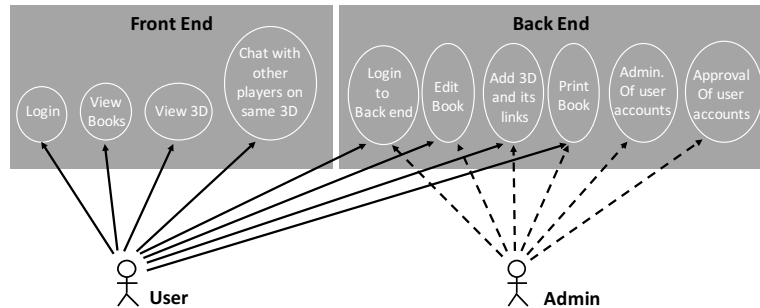 Front End
Back End
Login
View
Books
View 3D
Chat with
other
players on
same 3D
Login
to
Back end
Edit
Book
Add 3D
and its
links
Print
Book
Admin.
Of user
accounts
Approval
Of user
accounts
User
Admin